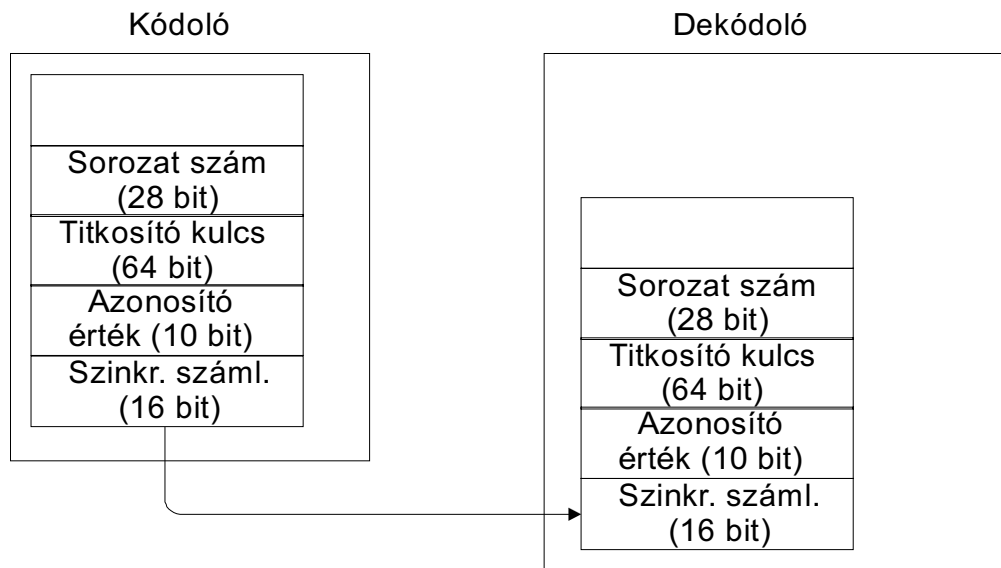 Kódoló
Sorozat szám
(28 bit)
Titkosító kulcs
(64 bit)
Azonosító
érték (10 bit)
Szinkr. száml.
(16 bit)
Dekódoló
Sorozat szám
(28 bit)
Titkosító kulcs
(64 bit)
Azonosító
érték (10 bit)
Szinkr. száml.
(16 bit)